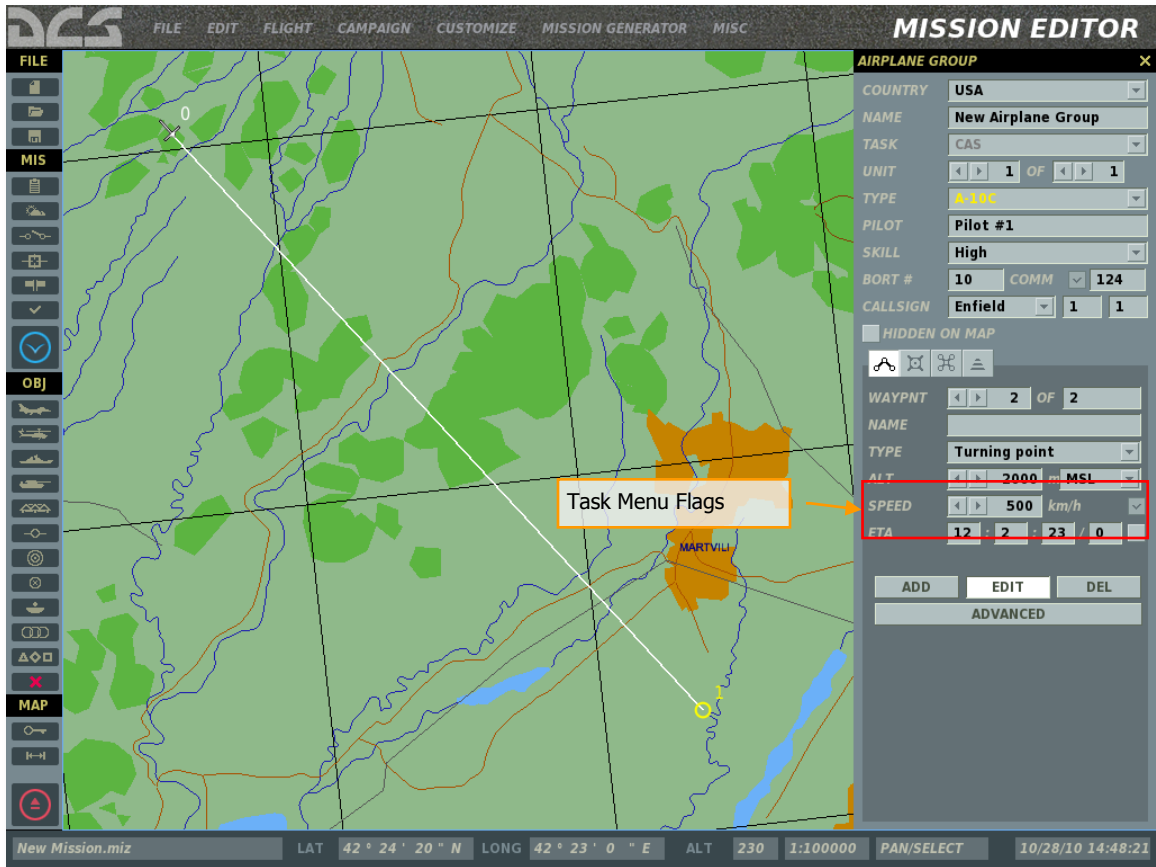 DCS FILE EDIT FLIGHT CAMPAIGN CUSTOMIZE MISSION GENERATOR MISC MISSION EDITOR
FILE
MIS
OBJ
MAP
0
Task Menu Flags
MARTVILI
1
AIRPLANE GROUP X
COUNTRY USA
NAME New Airplane Group
TASK CAS
UNIT 1 OF 1
TYPE A-10C
PILOT Pilot #1
SKILL High
BORT # 10 COMM 124
CALLSIGN Enfield 1 1
HIDDEN ON MAP
WAYPNT 2 OF 2
NAME
TYPE Turning point
ALT 2000 m MSL
SPEED 500 km/h
ETA 12 : 2 : 23 / 0
ADD EDIT DEL
ADVANCED
New Mission.miz LAT 42 ° 24 ' 20 " N LONG 42 ° 23 ' 0 " E ALT 230 1:100000 PAN/SELECT 10/28/10 14:48:21